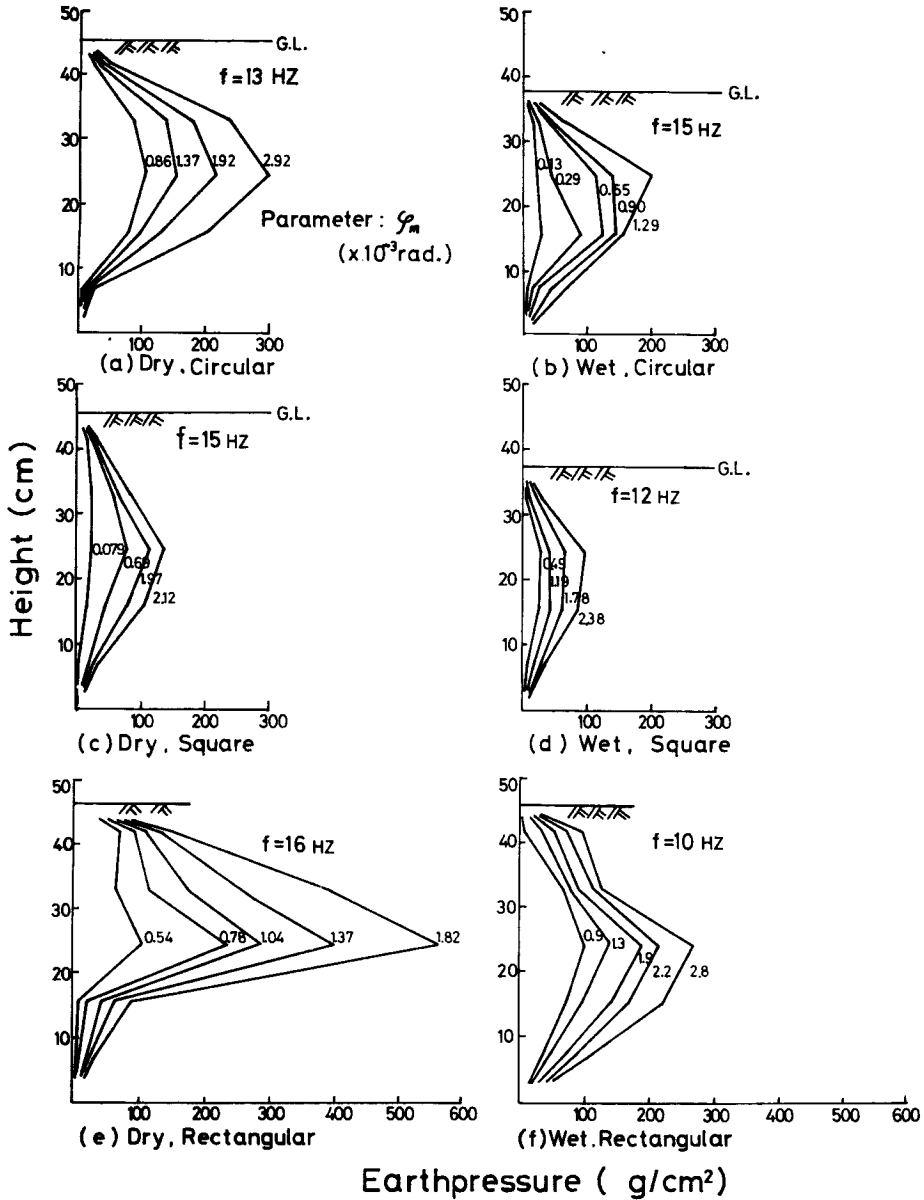 50
40
30
20
10
100 200 300
G.L.
f=13 HZ
0.86 1.37 1.92 2.92
Parameter: φm
(x10⁻³rad.)
(a) Dry, Circular
50
40
30
20
10
100 200 300
G.L.
f=15 HZ
0.13
0.29
0.55
0.90
1.29
(b) Wet, Circular
Height (cm)
50
40
30
20
10
100 200 300
G.L.
f=15 HZ
0.079
0.69
1.97
2.12
(c) Dry, Square
50
40
30
20
10
100 200 300
G.L.
f=12 HZ
0.45
1.19
1.78
2.38
(d) Wet, Square
50
40
30
20
10
100 200 300 400 500 600
f=16 HZ
0.54 0.78 1.04 1.37 1.82
(e) Dry, Rectangular
50
40
30
20
10
100 200 300 400 500 600
f=10 HZ
0.9
1.3
1.9
2.2
2.8
(f) Wet. Rectangular
Earthpressure ( g/cm²)